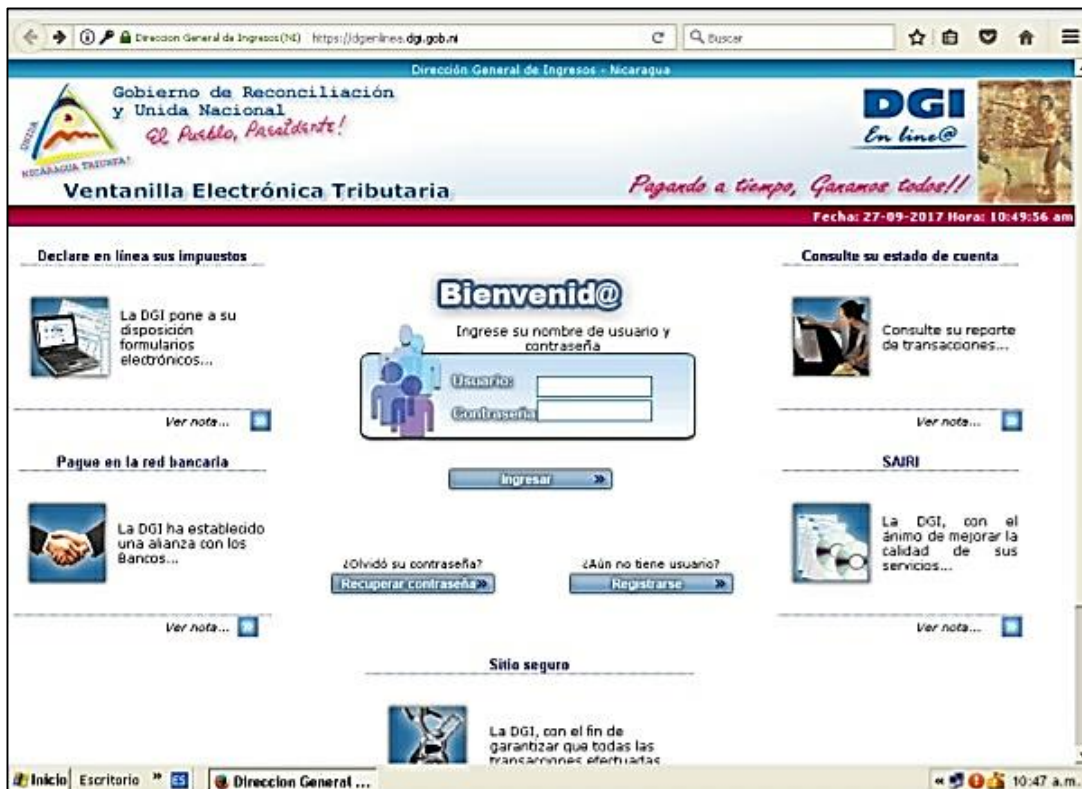 Direccion General de Ingresos (NI)
https://dgienlinea.dgi.gob.ni
Buscar
Dirección General de Ingresos - Nicaragua
Gobierno de Reconciliación
y Unida Nacional
El Pueblo, Presidente!
UNIDA
NICARAGUA TRIUNFA!
Ventanilla Electrónica Tributaria
DGI
En line@
Pagando a tiempo, Ganamos todos!!
Fecha: 27-09-2017 Hora: 10:49:56 am
Declare en línea sus impuestos
La DGI pone a su
disposición
formularios
electrónicos...
Ver nota...
Pague en la red bancaria
La DGI ha establecido
una alianza con los
Bancos...
Ver nota...
Bienvenid@
Ingrese su nombre de usuario y
contraseña
Usuario:
Contraseña
Ingresar »
¿Olvidó su contraseña?
Recuperar contraseña»
¿Aún no tiene usuario?
Registrarse »
Consulte su estado de cuenta
Consulte su reporte
de transacciones...
Ver nota...
SAIRI
La DGI, con el
ánimo de mejorar la
calidad de sus
servicios...
Ver nota...
Sitio seguro
La DGI, con el fin de
garantizar que todas las
transacciones efectuadas
Inicio
Escritorio »
ES
Direccion General ...
« 10:47 a.m.